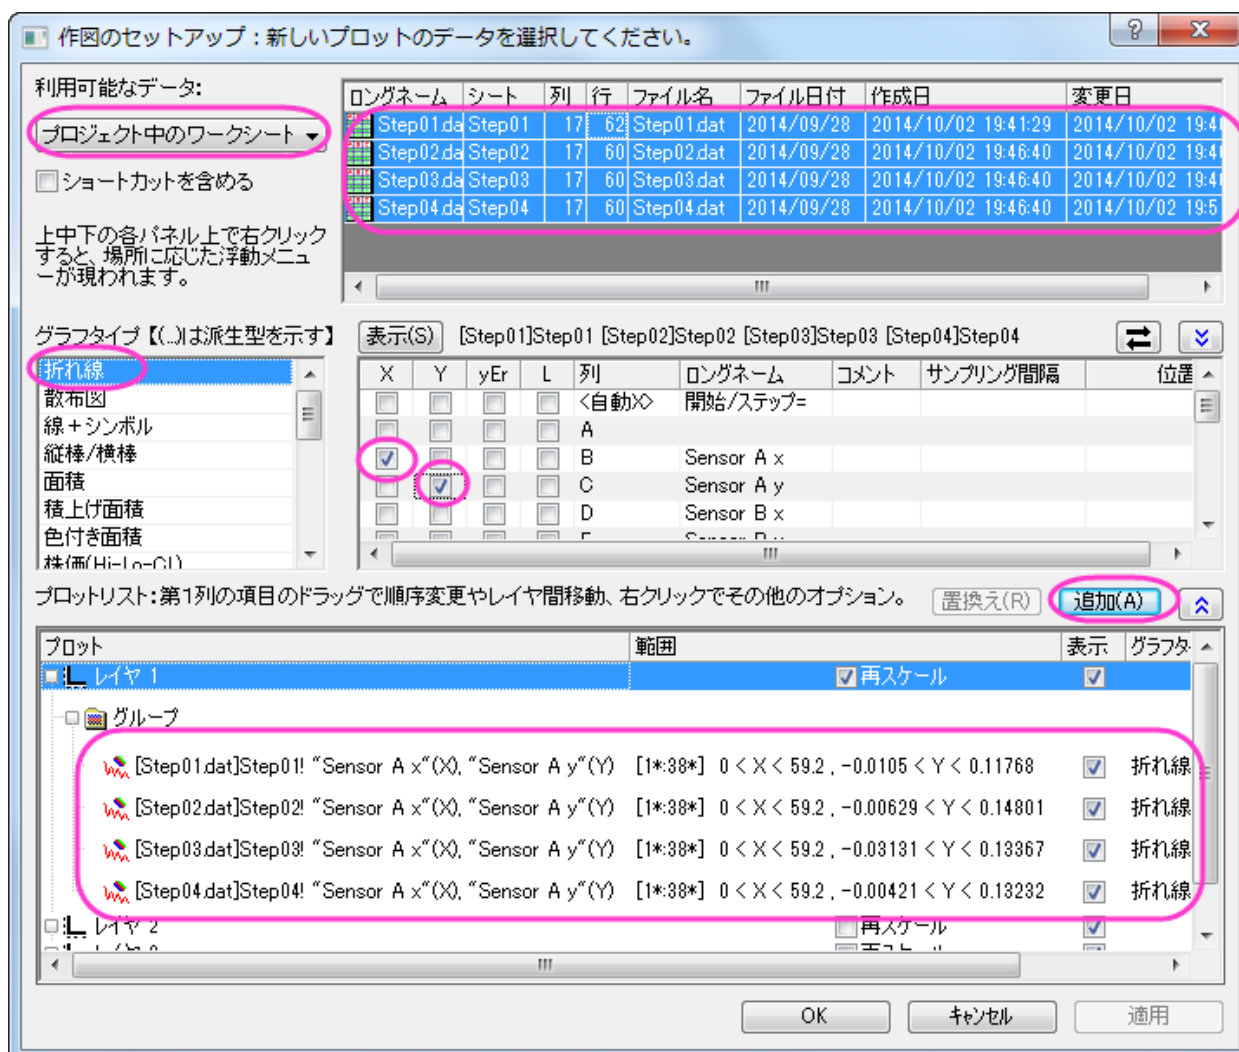 作図のセットアップ：新しいプロットのデータを選択してください。
利用可能なデータ:
プロジェクト中のワークシート
ショートカットを含める
上中下の各パネル上で右クリック
すると、場所に応じた浮動メニュ
ーが現われます。
ロングネーム シート 列 行 ファイル名 ファイル日付 作成日 変更日
Step01.da Step01 17 62 Step01.dat 2014/09/28 2014/10/02 19:41:29 2014/10/02 19:4
Step02.da Step02 17 60 Step02.dat 2014/09/28 2014/10/02 19:46:40 2014/10/02 19:4
Step03.da Step03 17 60 Step03.dat 2014/09/28 2014/10/02 19:46:40 2014/10/02 19:4
Step04.da Step04 17 60 Step04.dat 2014/09/28 2014/10/02 19:46:40 2014/10/02 19:5
グラフタイプ【(...)は派生型を示す】
表示(S) [Step01]Step01 [Step02]Step02 [Step03]Step03 [Step04]Step04
折れ線
散布図
線＋シンボル
縦棒/横棒
面積
積上げ面積
色付き面積
株価(Hi-Lo-Cl)
X Y yEr L 列 ロングネーム コメント サンプリング間隔 位置
<自動X> 開始/ステップ=
A
B Sensor A x
C Sensor A y
D Sensor B x
プロットリスト:第1列の項目のドラッグで順序変更やレイヤ間移動、右クリックでその他のオプション。
置換え(R) 追加(A)
プロット 範囲 表示 グラフタ
レイヤ 1 再スケール
グループ
[Step01.dat]Step01! "Sensor A x"(X), "Sensor A y"(Y) [1*:38*] 0 < X < 59.2 , -0.0105 < Y < 0.11768 折れ線
[Step02.dat]Step02! "Sensor A x"(X), "Sensor A y"(Y) [1*:38*] 0 < X < 59.2 , -0.00629 < Y < 0.14801 折れ線
[Step03.dat]Step03! "Sensor A x"(X), "Sensor A y"(Y) [1*:38*] 0 < X < 59.2 , -0.03131 < Y < 0.13367 折れ線
[Step04.dat]Step04! "Sensor A x"(X), "Sensor A y"(Y) [1*:38*] 0 < X < 59.2 , -0.00421 < Y < 0.13232 折れ線
レイヤ 2 再スケール
OK キャンセル 適用